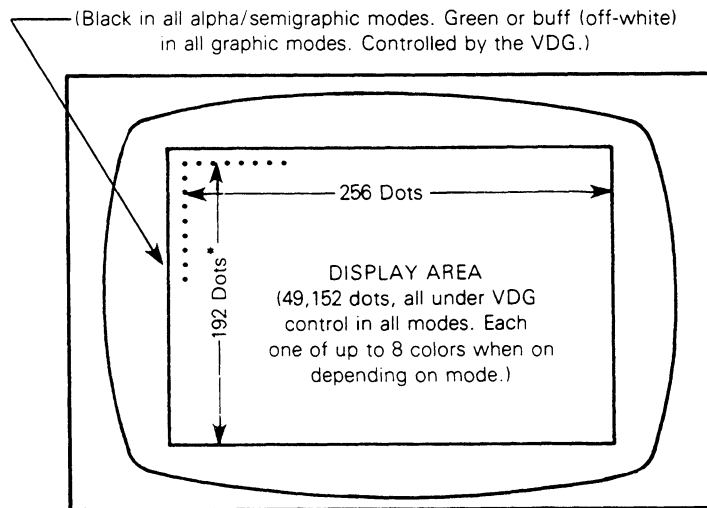 (Black in all alpha/semigraphic modes. Green or buff (off-white)
in all graphic modes. Controlled by the VDG.)
256 Dots
192 Dots*
DISPLAY AREA
(49,152 dots, all under VDG
control in all modes. Each
one of up to 8 colors when on
depending on mode.)